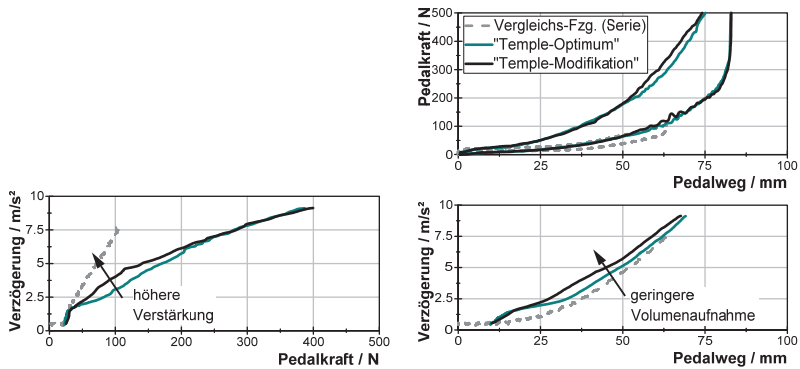 Pedalkraft / N
500
400
300
200
100
0
Vergleichs-Fzg. (Serie)
"Temple-Optimum"
"Temple-Modifikation"
0 25 50 75 100
Pedalweg / mm
Verzögerung / m/s²
10
7.5
5
2.5
0
höhere
Verstärkung
0 100 200 300 400 500
Pedalkraft / N
Verzögerung / m/s²
10
7.5
5
2.5
0
geringere
Volumenaufnahme
0 25 50 75 100
Pedalweg / mm